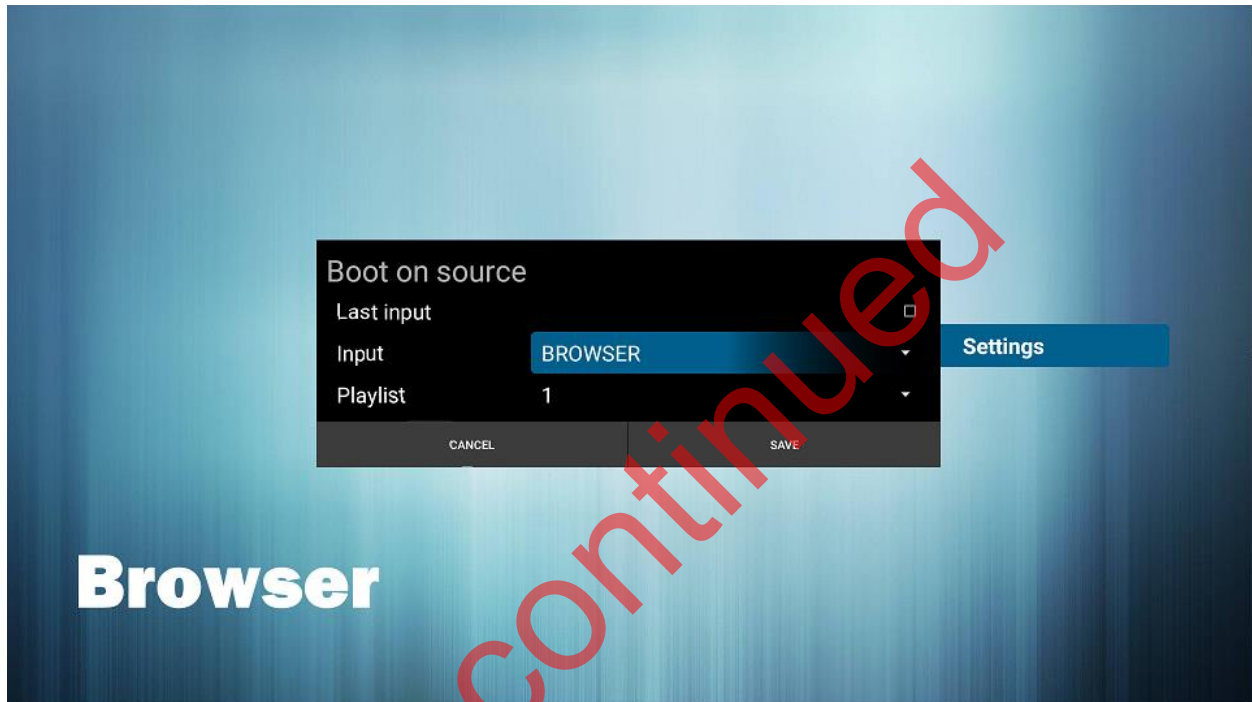 Boot on source
Last input
Input BROWSER
Settings
Playlist 1
CANCEL SAVE
Browser
continued